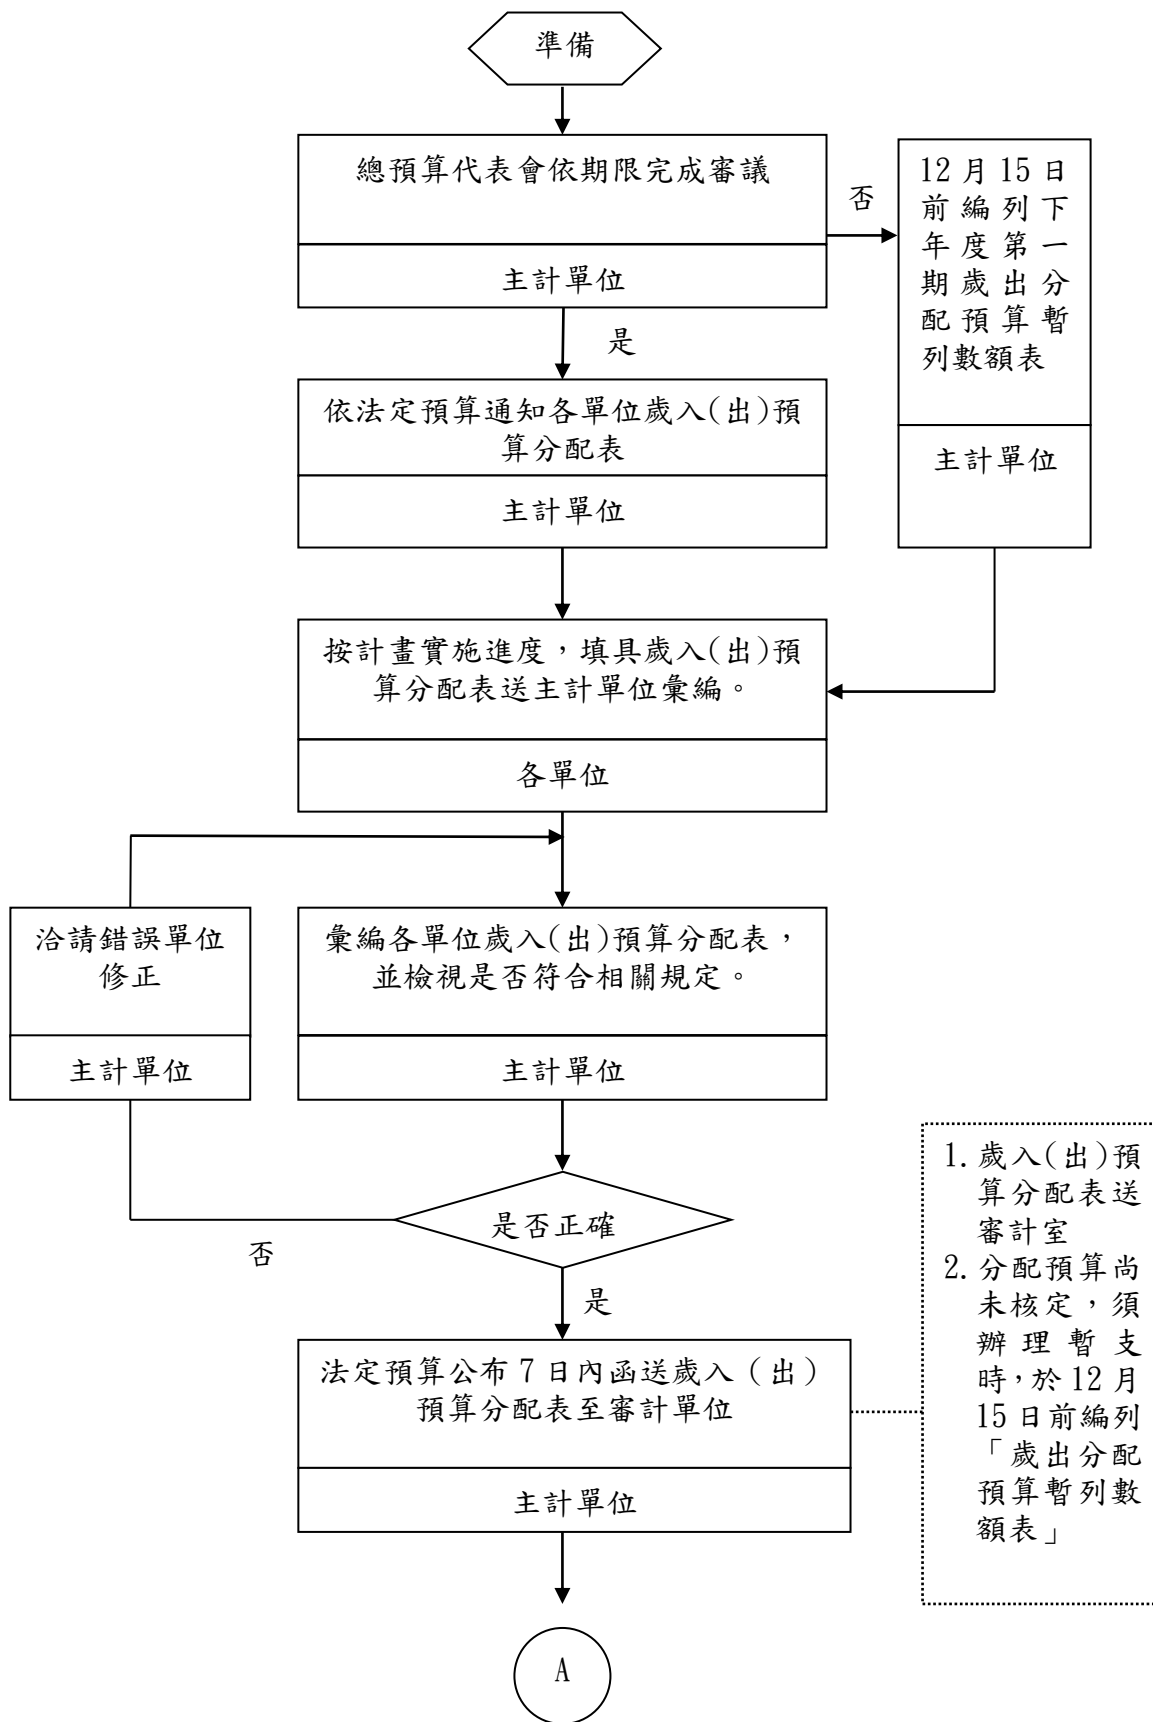 準備
總預算代表會依期限完成審議
主計單位
否
12月15日
前編列下
年度第一
期歲出分
配預算暫
列數額表
主計單位
是
依法定預算通知各單位歲入(出)預
算分配表
主計單位
按計畫實施進度，填具歲入(出)預
算分配表送主計單位彙編。
各單位
洽請錯誤單位
修正
主計單位
彙編各單位歲入(出)預算分配表，
並檢視是否符合相關規定。
主計單位
是否正確
否
是
法定預算公布7日內函送歲入（出）
預算分配表至審計單位
主計單位
1.歲入(出)預
算分配表送
審計室
2.分配預算尚
未核定，須
辦理暫支
時，於12月
15日前編列
「歲出分配
預算暫列數
額表」
A